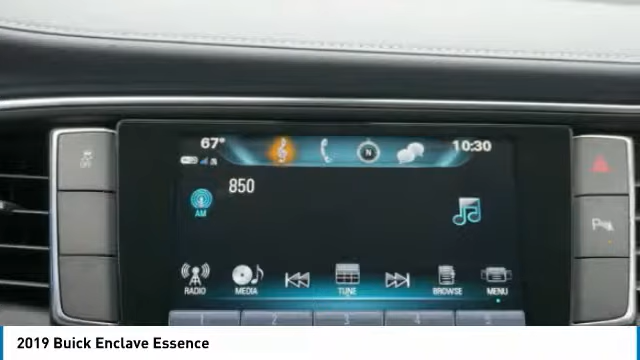 67° 10:30
N
850
AM
RADIO MEDIA TUNE BROWSE MENU
1 2 3 4 5
2019 Buick Enclave Essence